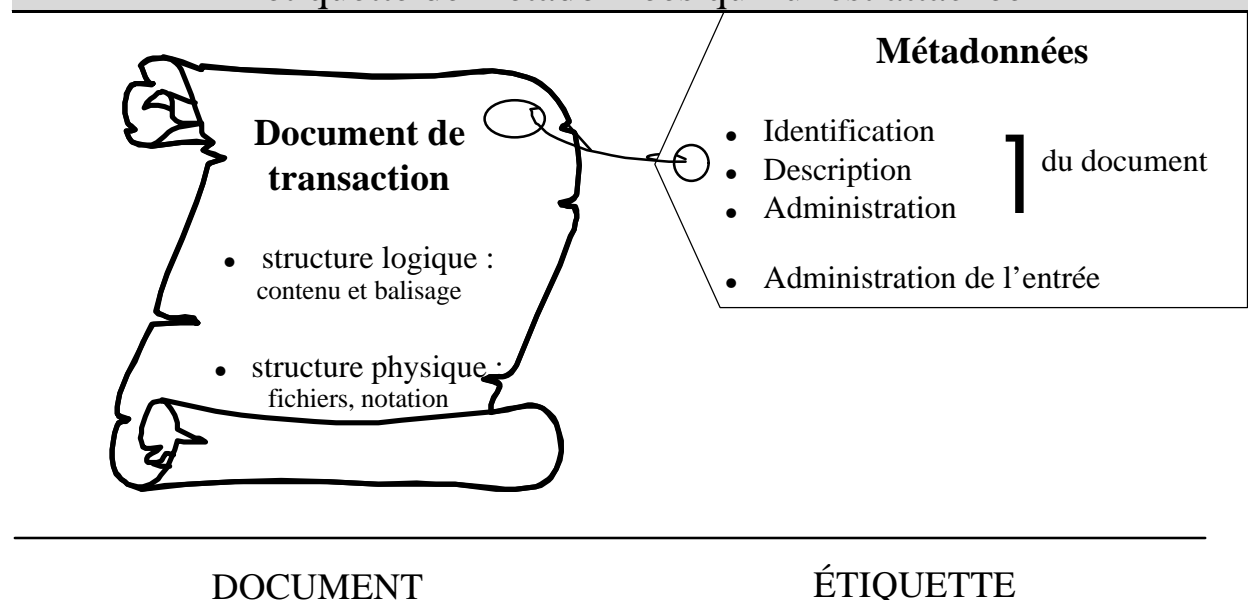 Document de
transaction
• structure logique :
contenu et balisage
• structure physique :
fichiers, notation
Métadonnées
• Identification
• Description
• Administration
du document
• Administration de l’entrée
DOCUMENT
ÉTIQUETTE